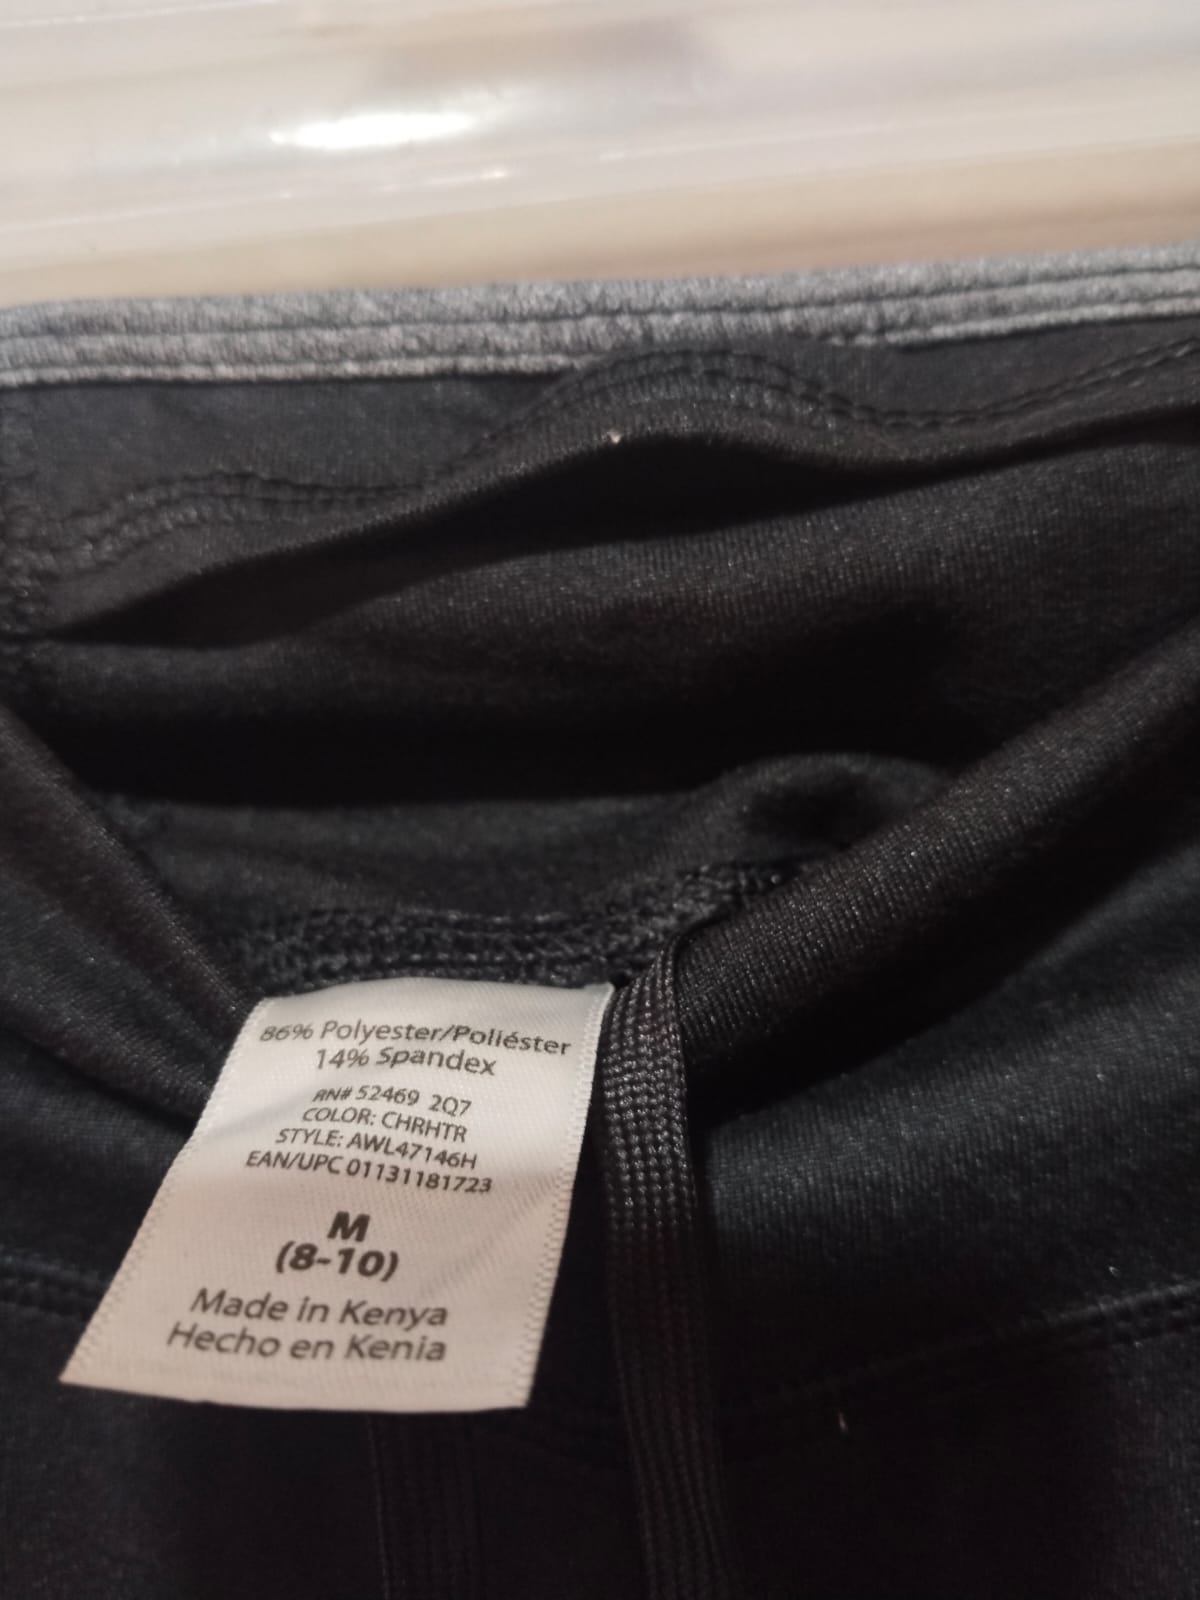 86% Polyester/Poliéster
14% Spandex
RN# 52469 2Q7
COLOR: CHRHTR
STYLE: AWL47146H
EAN/UPC 01131181723
M
(8-10)
Made in Kenya
Hecho en Kenia